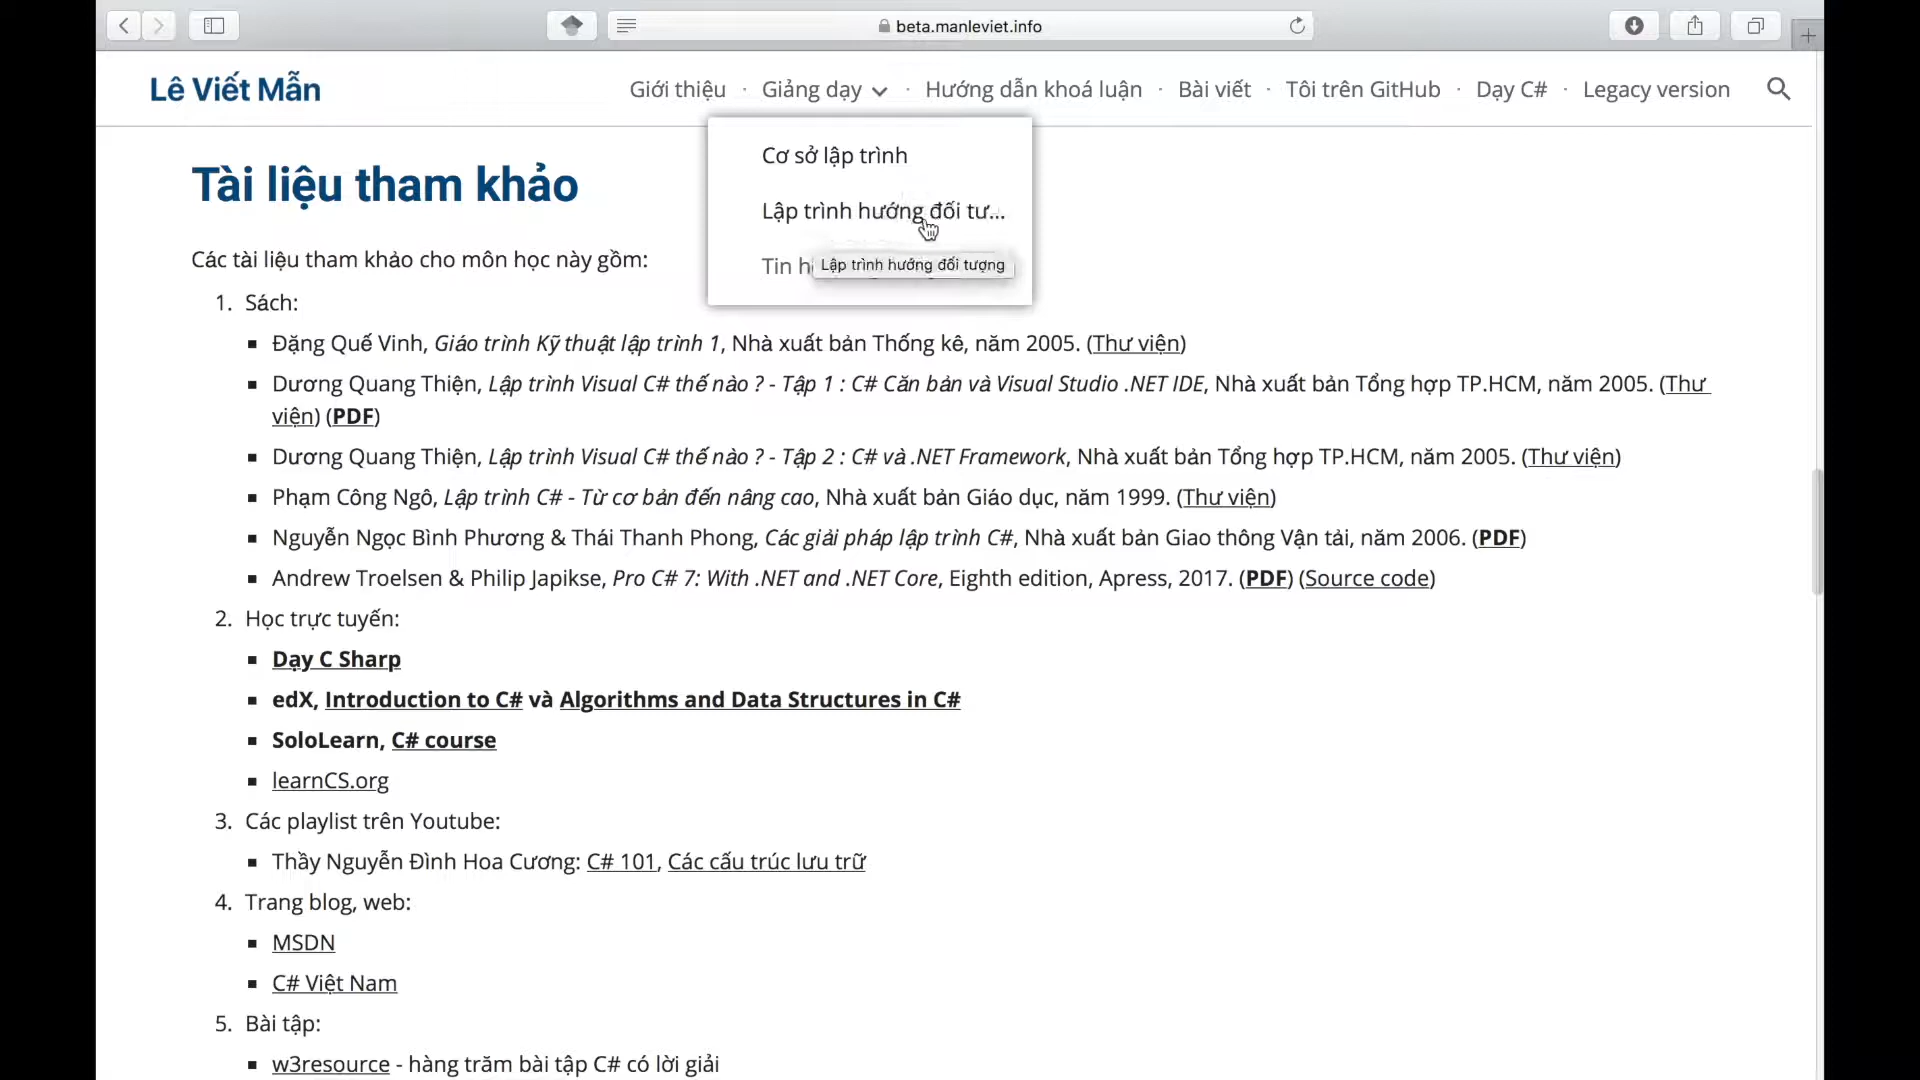 beta.manleviet.info
Lê Viết Mẫn
Giới thiệu · Giảng dạy · Hướng dẫn khoá luận · Bài viết · Tôi trên GitHub · Dạy C# · Legacy version
Cơ sở lập trình
Lập trình hướng đối tư...
Tin h
Lập trình hướng đối tượng
Tài liệu tham khảo
Các tài liệu tham khảo cho môn học này gồm:
1. Sách:
▪ Đặng Quế Vinh, Giáo trình Kỹ thuật lập trình 1, Nhà xuất bản Thống kê, năm 2005. (Thư viện)
▪ Dương Quang Thiện, Lập trình Visual C# thế nào ? - Tập 1 : C# Căn bản và Visual Studio .NET IDE, Nhà xuất bản Tổng hợp TP.HCM, năm 2005. (Thư
viện) (PDF)
▪ Dương Quang Thiện, Lập trình Visual C# thế nào ? - Tập 2 : C# và .NET Framework, Nhà xuất bản Tổng hợp TP.HCM, năm 2005. (Thư viện)
▪ Phạm Công Ngô, Lập trình C# - Từ cơ bản đến nâng cao, Nhà xuất bản Giáo dục, năm 1999. (Thư viện)
▪ Nguyễn Ngọc Bình Phương & Thái Thanh Phong, Các giải pháp lập trình C#, Nhà xuất bản Giao thông Vận tải, năm 2006. (PDF)
▪ Andrew Troelsen & Philip Japikse, Pro C# 7: With .NET and .NET Core, Eighth edition, Apress, 2017. (PDF) (Source code)
2. Học trực tuyến:
▪ Dạy C Sharp
▪ edX, Introduction to C# và Algorithms and Data Structures in C#
▪ SoloLearn, C# course
▪ learnCS.org
3. Các playlist trên Youtube:
▪ Thầy Nguyễn Đình Hoa Cương: C# 101, Các cấu trúc lưu trữ
4. Trang blog, web:
▪ MSDN
▪ C# Việt Nam
5. Bài tập:
▪ w3resource - hàng trăm bài tập C# có lời giải